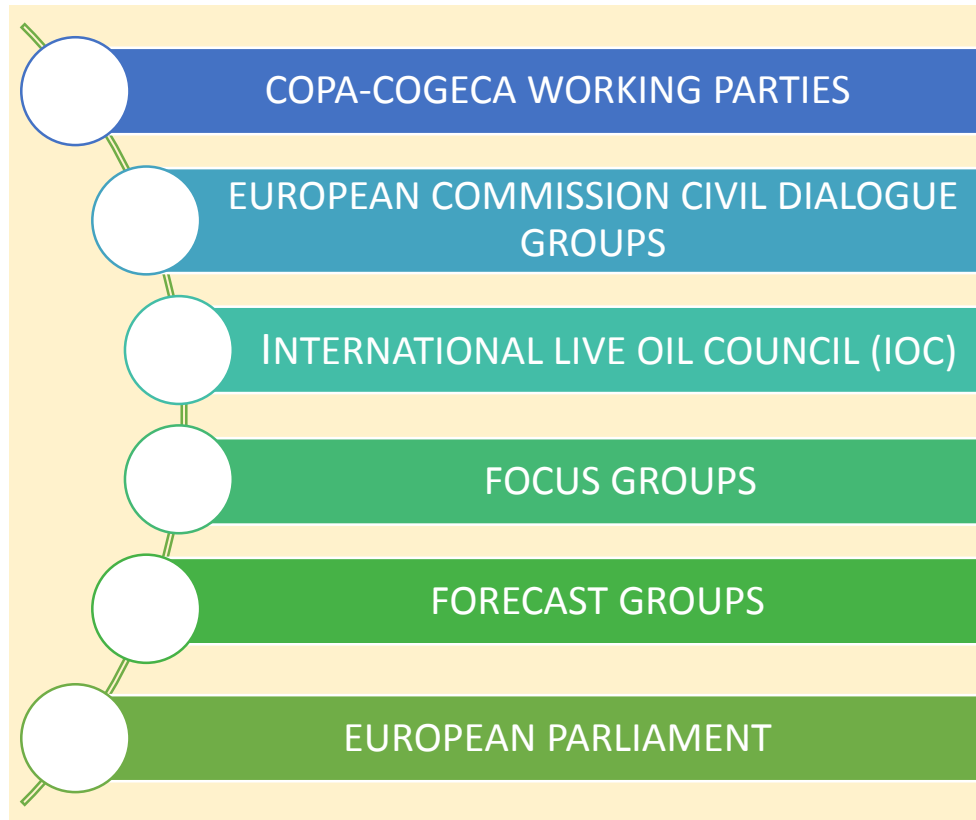 COPA-COGECA WORKING PARTIES
EUROPEAN COMMISSION CIVIL DIALOGUE
GROUPS
INTERNATIONAL LIVE OIL COUNCIL (IOC)
FOCUS GROUPS
FORECAST GROUPS
EUROPEAN PARLIAMENT